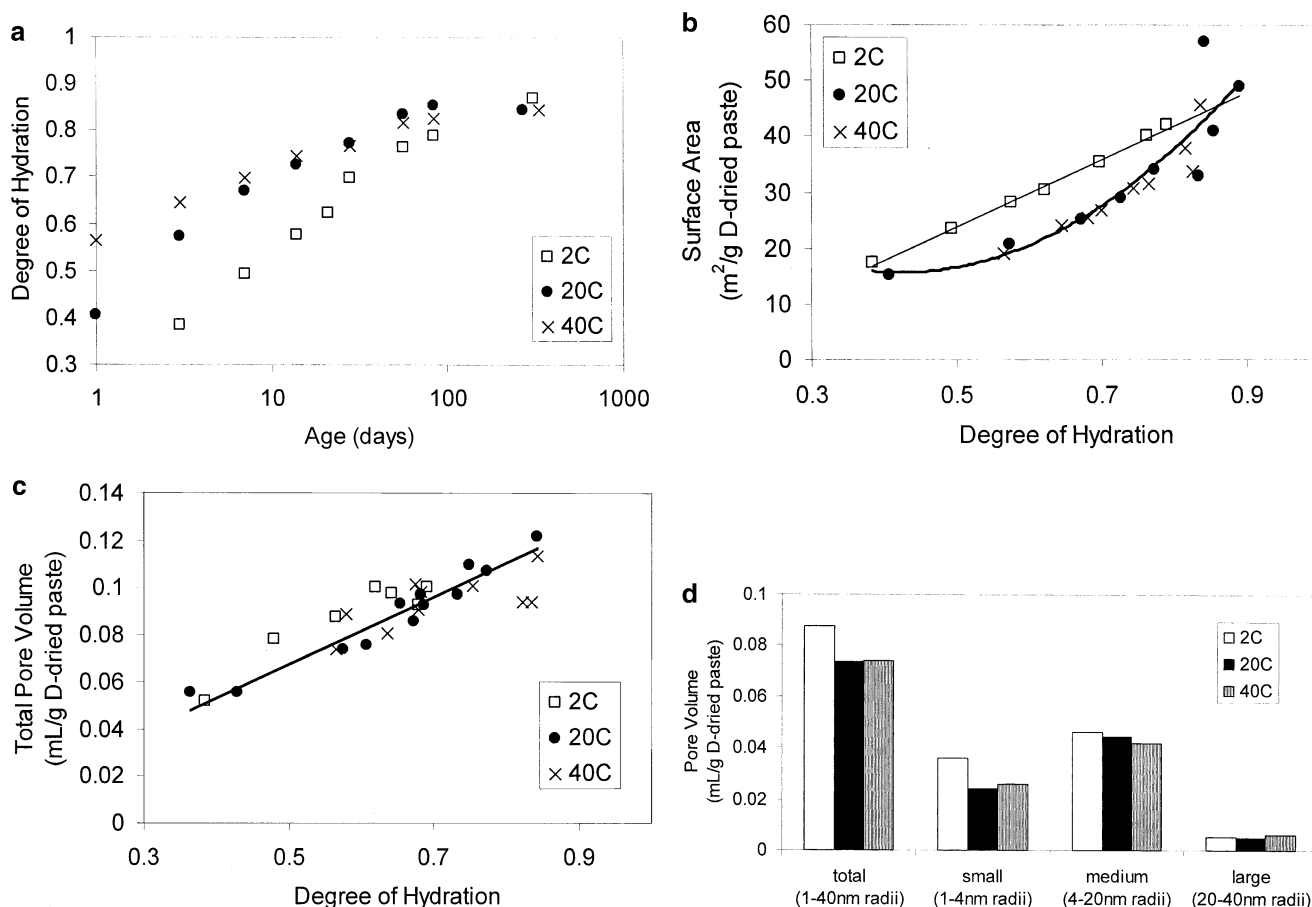 a
1
0.9
0.8
0.7
0.6
0.5
0.4
0.3
Degree of Hydration
1 10 100 1000
Age (days)
2C
20C
40C
b
60
50
40
30
20
10
0
Surface Area
(m²/g D-dried paste)
0.3 0.5 0.7 0.9
Degree of Hydration
2C
20C
40C
c
0.14
0.12
0.1
0.08
0.06
0.04
0.02
0
Total Pore Volume
(mL/g D-dried paste)
0.3 0.5 0.7 0.9
Degree of Hydration
2C
20C
40C
d
0.1
0.08
0.06
0.04
0.02
0
Pore Volume
(mL/g D-dried paste)
2C
20C
40C
total small medium large
(1-40nm radii) (1-4nm radii) (4-20nm radii) (20-40nm radii)